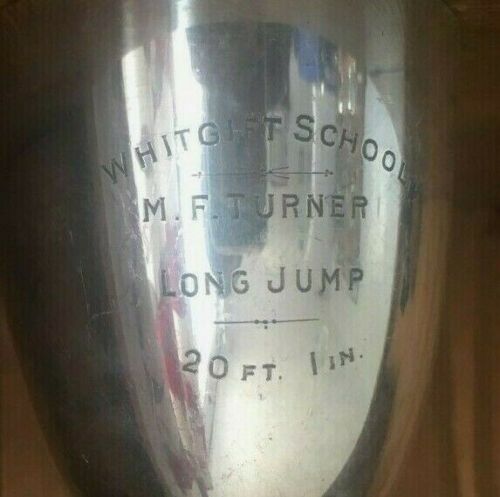 WHITGIFT SCHOOL
M. F. TURNER
LONG JUMP
20 FT. 1 IN.